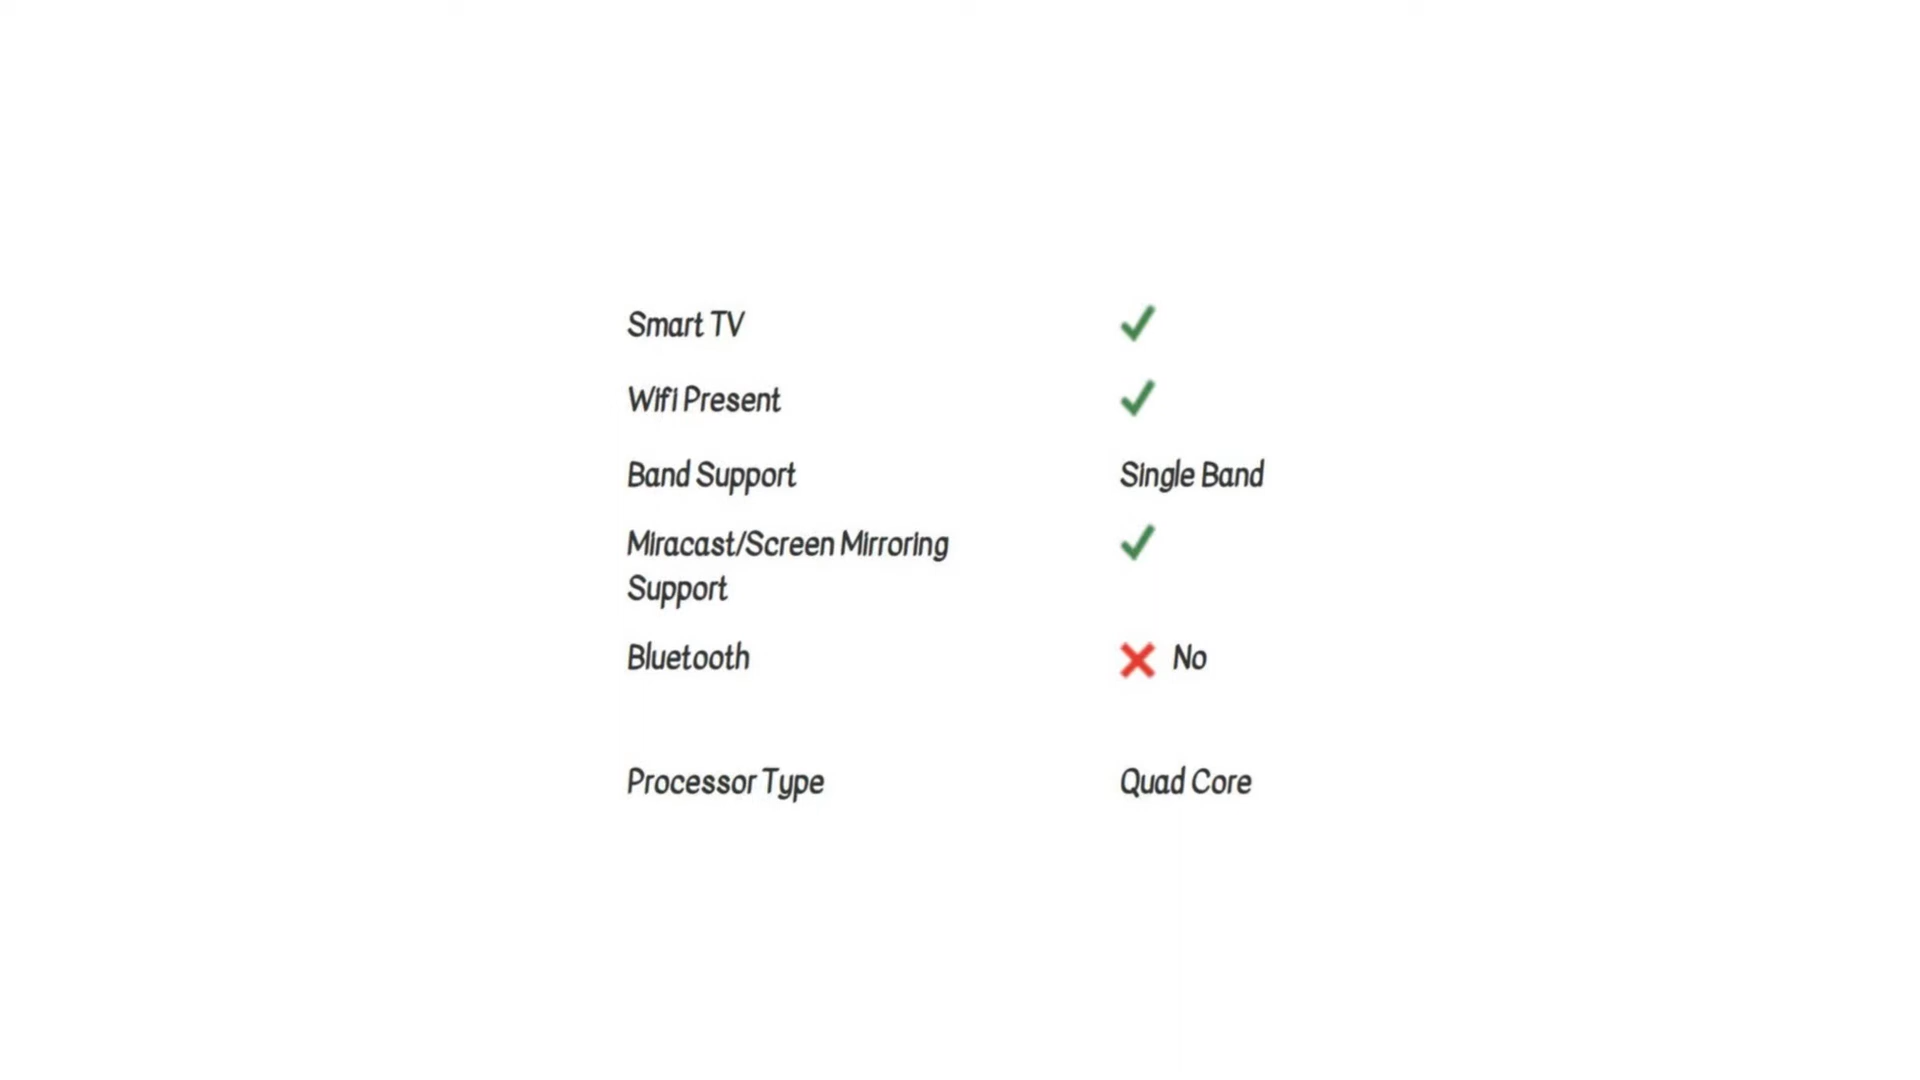 Smart TV
Wifi Present
Band Support Single Band
Miracast/Screen Mirroring
Support
Bluetooth No
Processor Type Quad Core